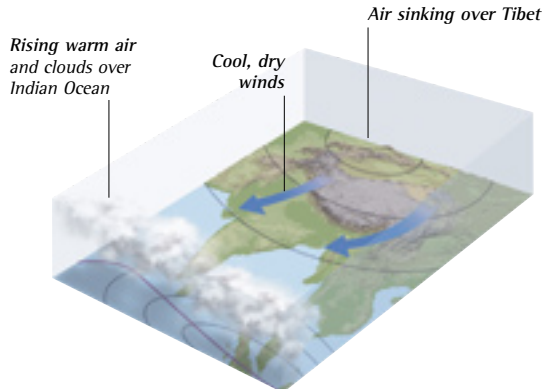 Air sinking over Tibet
Rising warm air
and clouds over
Indian Ocean
Cool, dry
winds